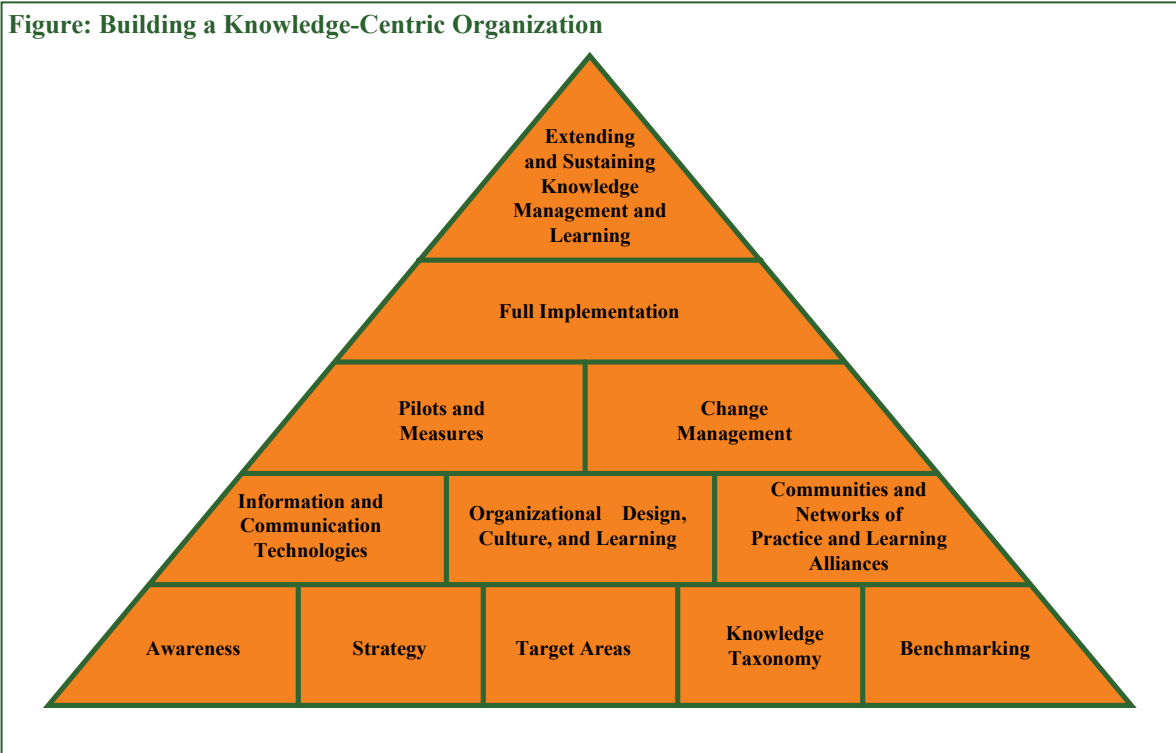 Figure: Building a Knowledge-Centric Organization
Extending
and Sustaining
Knowledge
Management and
Learning
Full Implementation
Pilots and
Measures
Change
Management
Information and
Communication
Technologies
Organizational Design,
Culture, and Learning
Communities and
Networks of
Practice and Learning
Alliances
Awareness
Strategy
Target Areas
Knowledge
Taxonomy
Benchmarking